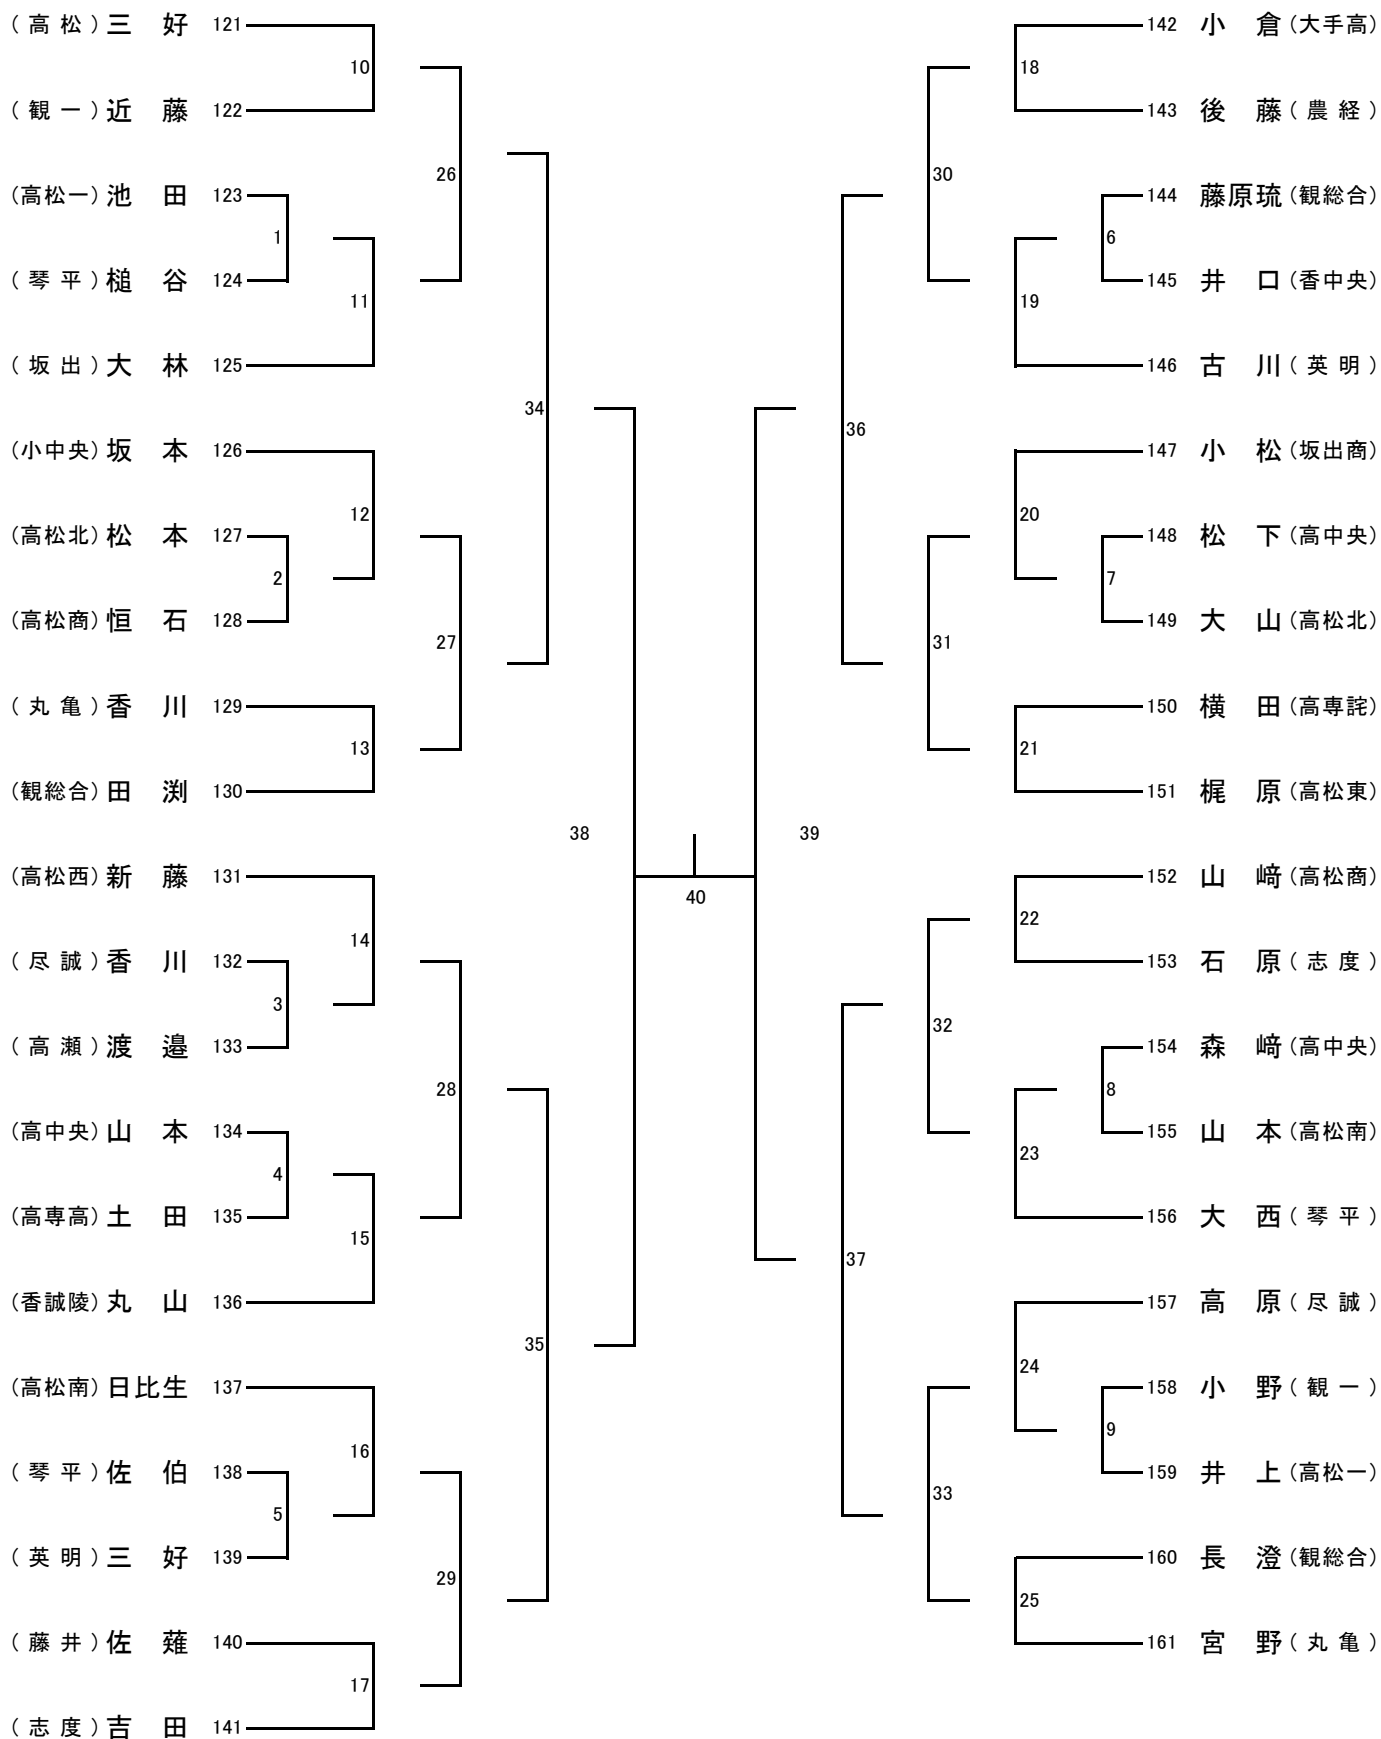 (高松) 三好 121
10
(観一) 近藤 122
26
(高松一) 池田 123
1
(琴平) 槌谷 124
11
(坂出) 大林 125
34
(小中央) 坂本 126
12
(高松北) 松本 127
2
(高松商) 恒石 128
27
(丸亀) 香川 129
13
(観総合) 田渕 130
38
(高松西) 新藤 131
14
(尽誠) 香川 132
3
(高瀬) 渡邉 133
28
(高中央) 山本 134
4
(高専高) 土田 135
15
(香誠陵) 丸山 136
35
(高松南) 日比生 137
16
(琴平) 佐伯 138
5
(英明) 三好 139
29
(藤井) 佐薙 140
17
(志度) 吉田 141
40
142 小倉 (大手高)
18
143 後藤 (農経)
30
144 藤原琉 (観総合)
6
145 井口 (香中央)
19
146 古川 (英明)
36
147 小松 (坂出商)
20
148 松下 (高中央)
7
149 大山 (高松北)
31
150 横田 (高専詫)
21
151 梶原 (高松東)
39
152 山﨑 (高松商)
22
153 石原 (志度)
32
154 森﨑 (高中央)
8
155 山本 (高松南)
23
156 大西 (琴平)
37
157 高原 (尽誠)
24
158 小野 (観一)
9
159 井上 (高松一)
33
160 長澄 (観総合)
25
161 宮野 (丸亀)